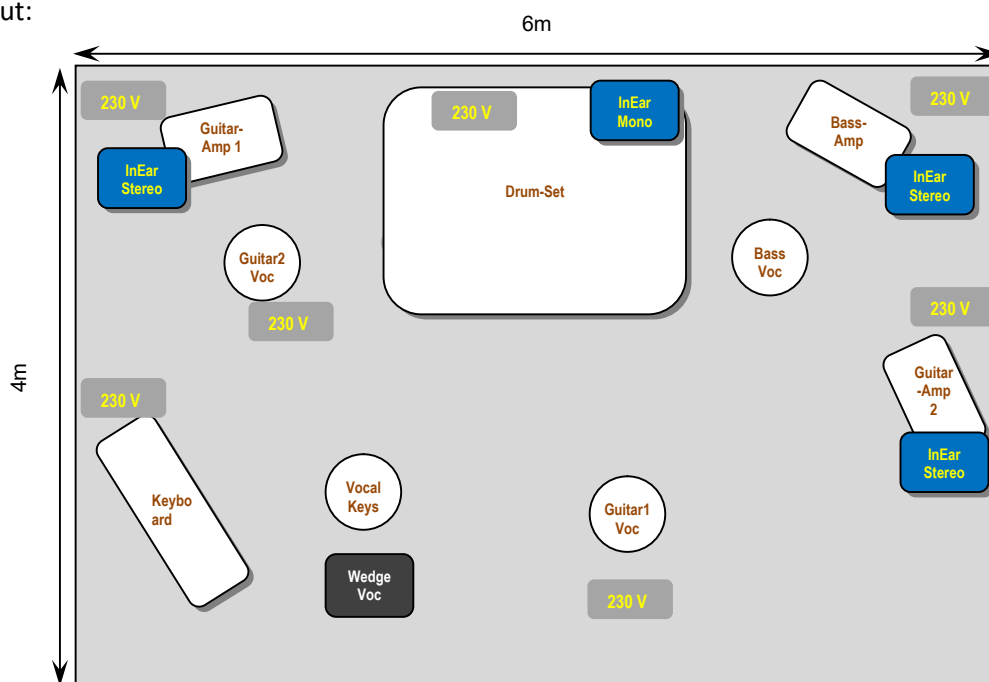 ut:
6m
230 V
230 V
InEar
Mono
230 V
Guitar-
Amp 1
Bass-
Amp
InEar
Stereo
Drum-Set
InEar
Stereo
Guitar2
Voc
Bass
Voc
230 V
230 V
4m
Guitar
-Amp
2
230 V
InEar
Stereo
Keybo
ard
Vocal
Keys
Guitar1
Voc
Wedge
Voc
230 V